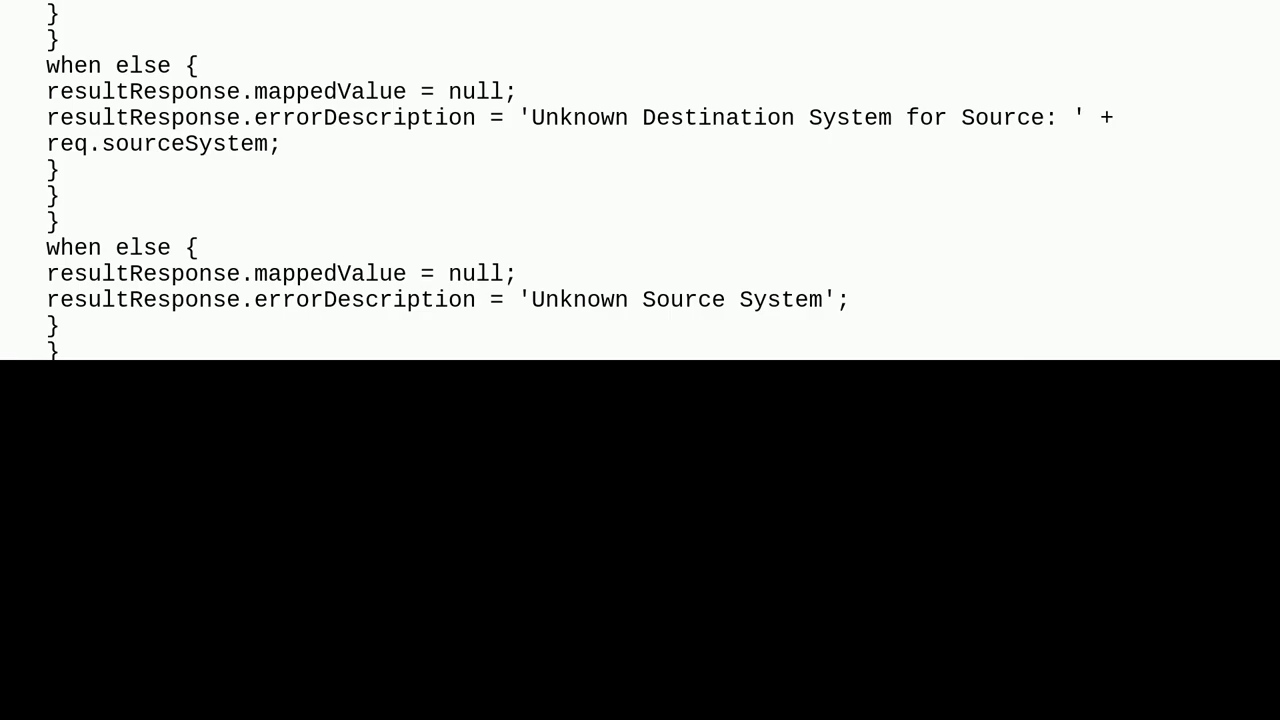 }
}
when else {
resultResponse.mappedValue = null;
resultResponse.errorDescription = 'Unknown Destination System for Source: ' +
req.sourceSystem;
}
}
}
when else {
resultResponse.mappedValue = null;
resultResponse.errorDescription = 'Unknown Source System';
}
}